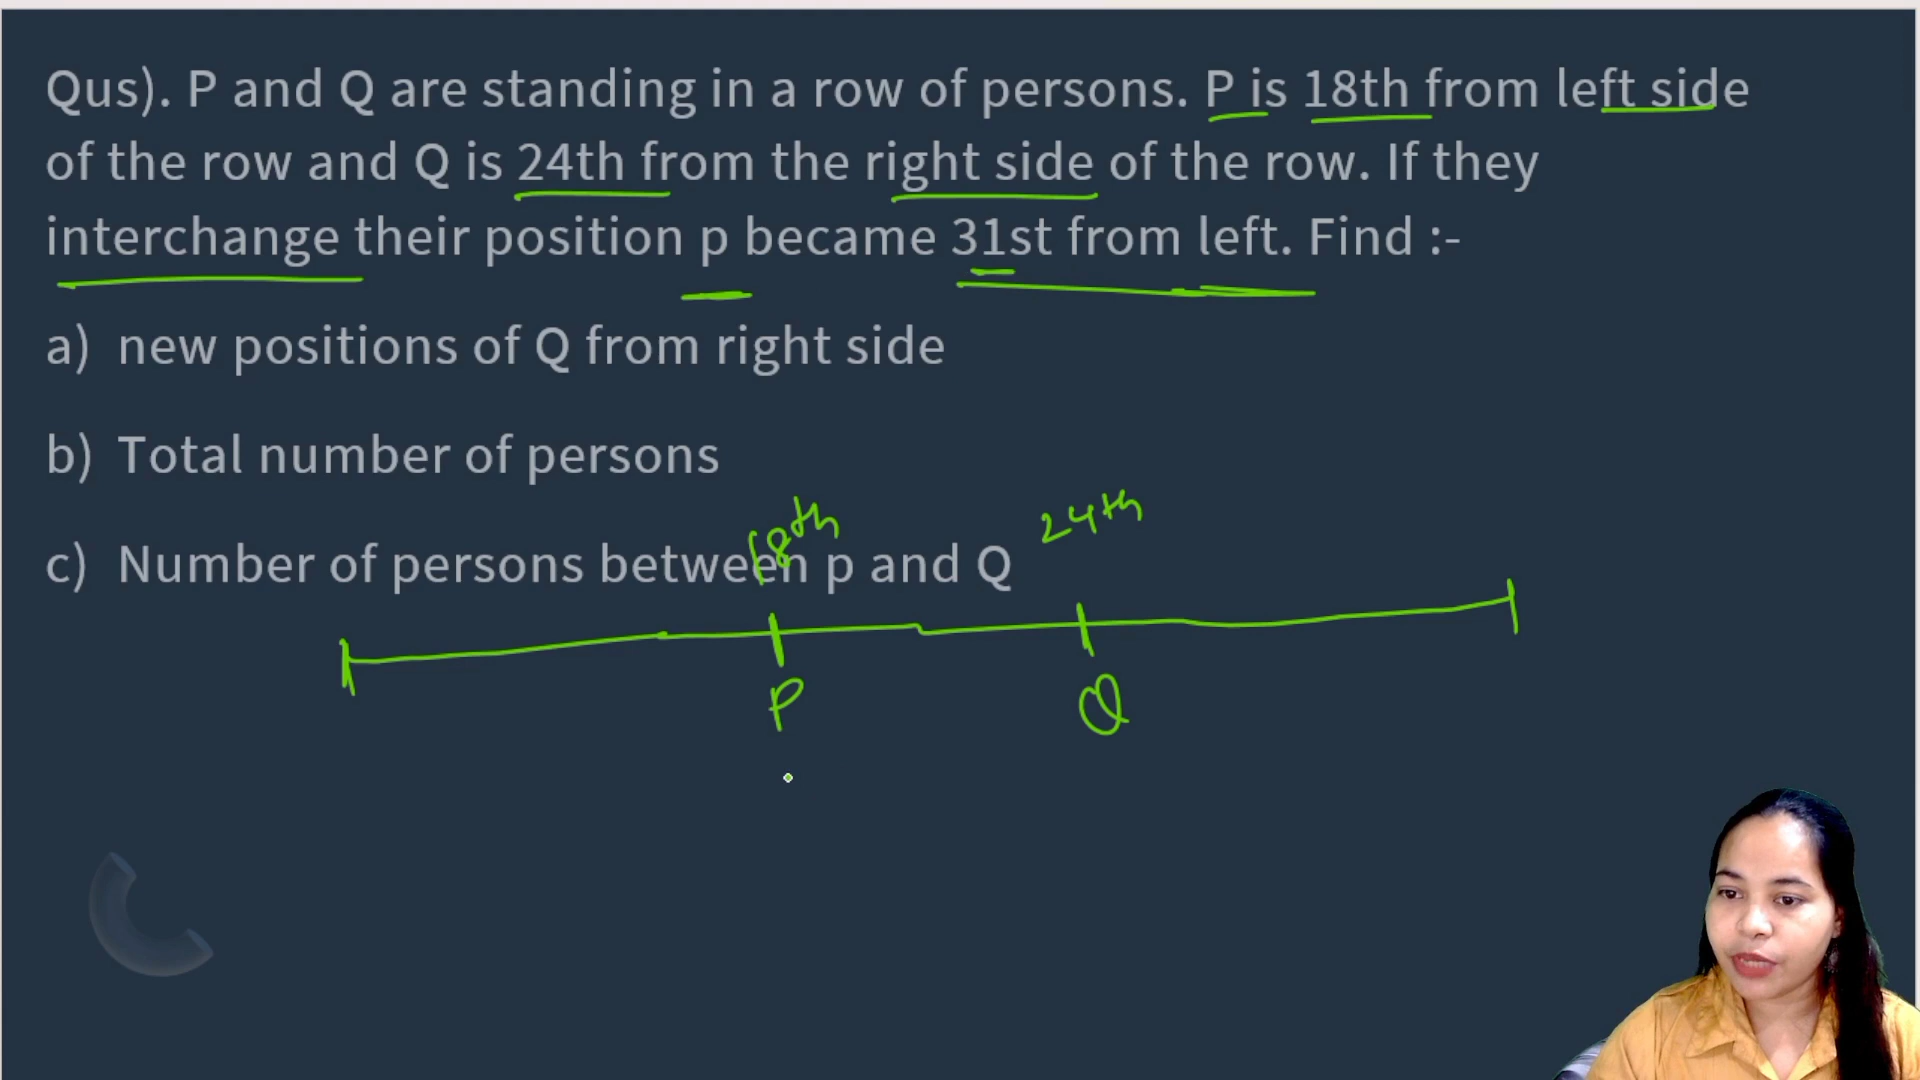 Qus). P and Q are standing in a row of persons. P is 18th from left side
of the row and Q is 24th from the right side of the row. If they
interchange their position p became 31st from left. Find :-
a) new positions of Q from right side
b) Total number of persons
18th 24th
c) Number of persons between p and Q
P Q